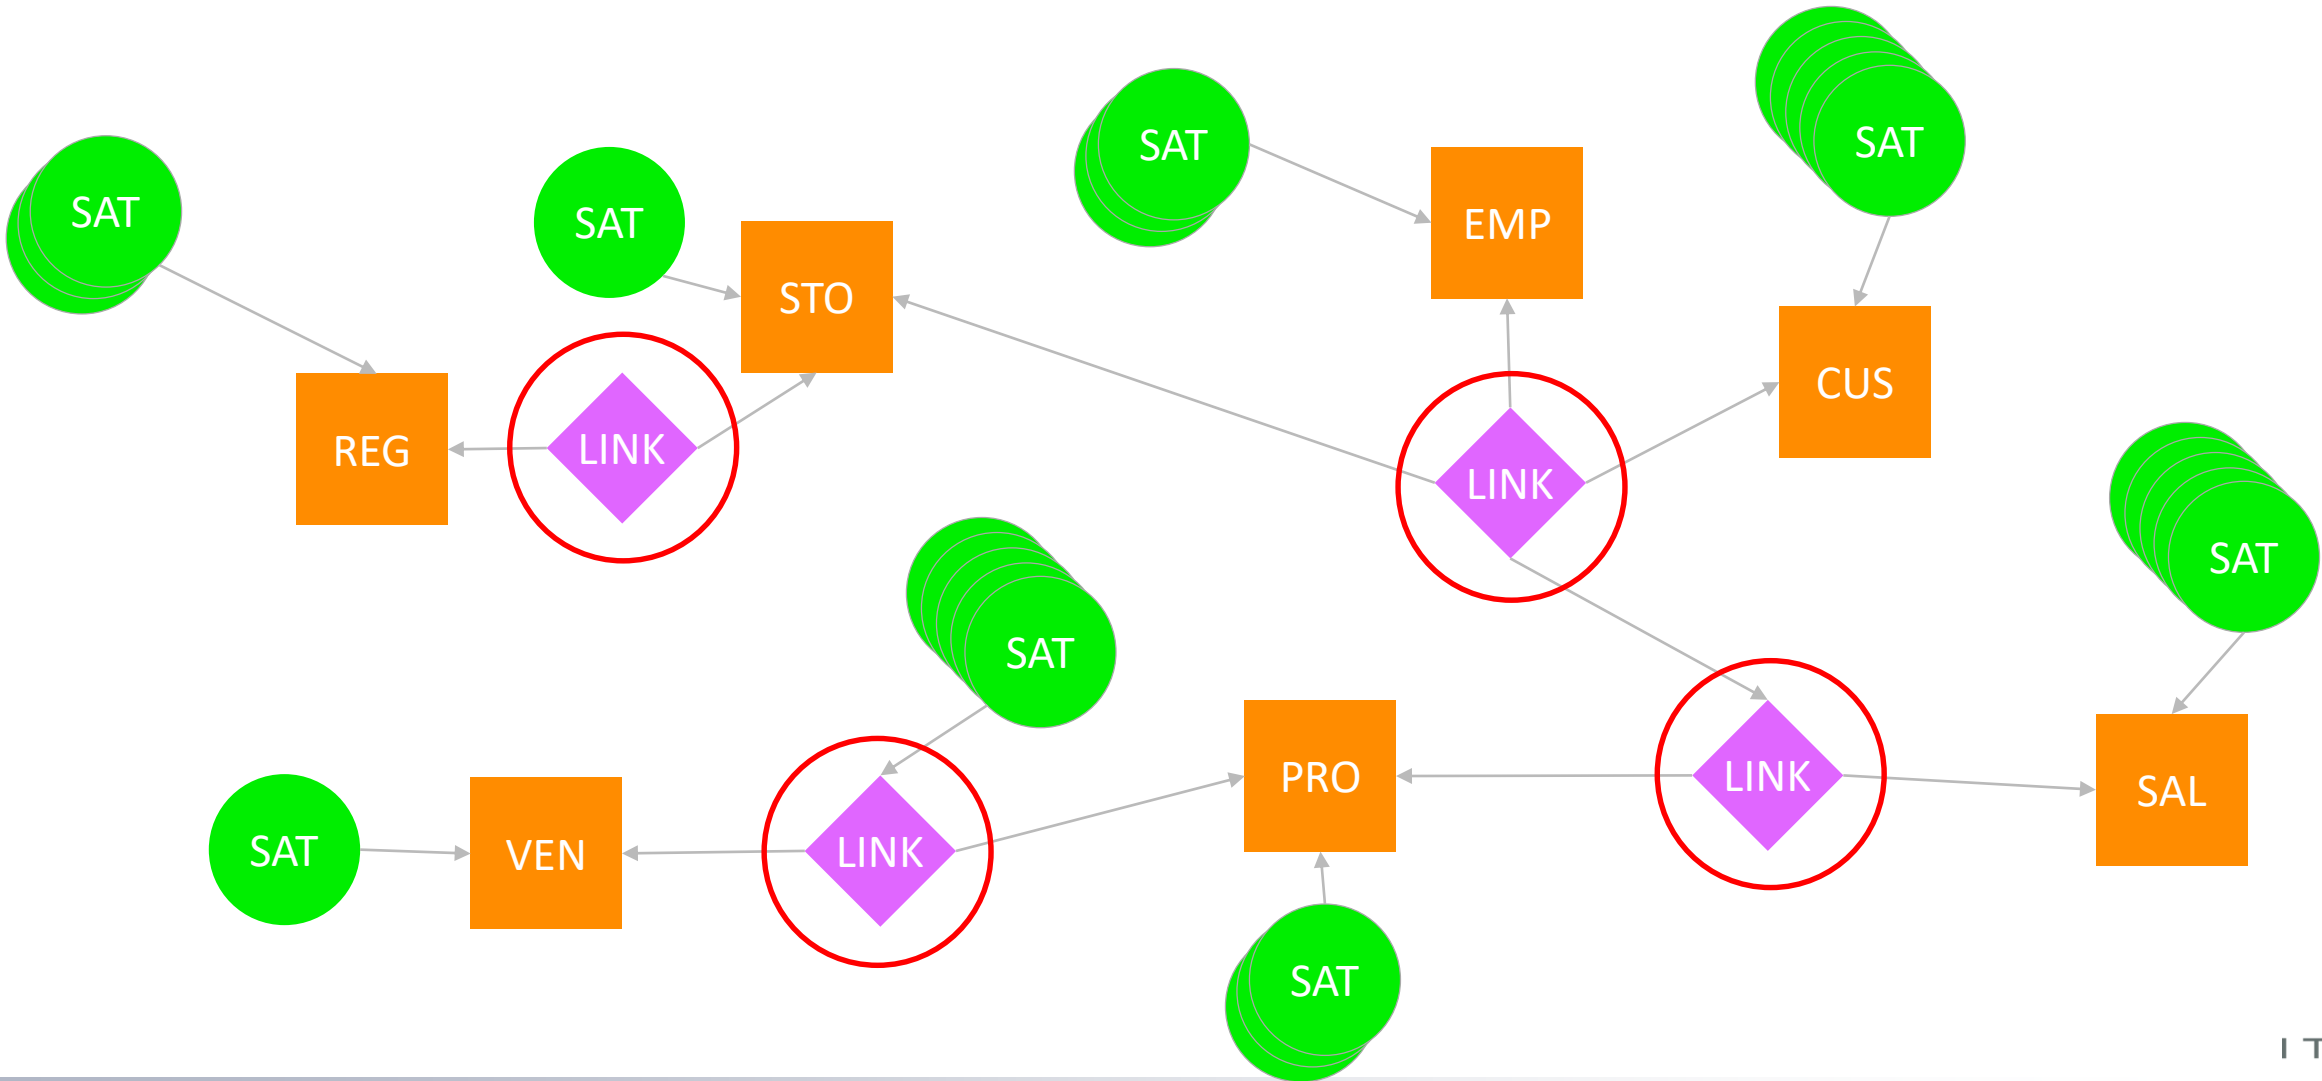 SAT
SAT
SAT
SAT
EMP
STO
CUS
REG
LINK
LINK
SAT
SAT
PRO
LINK
SAL
SAT
VEN
LINK
SAT
I T